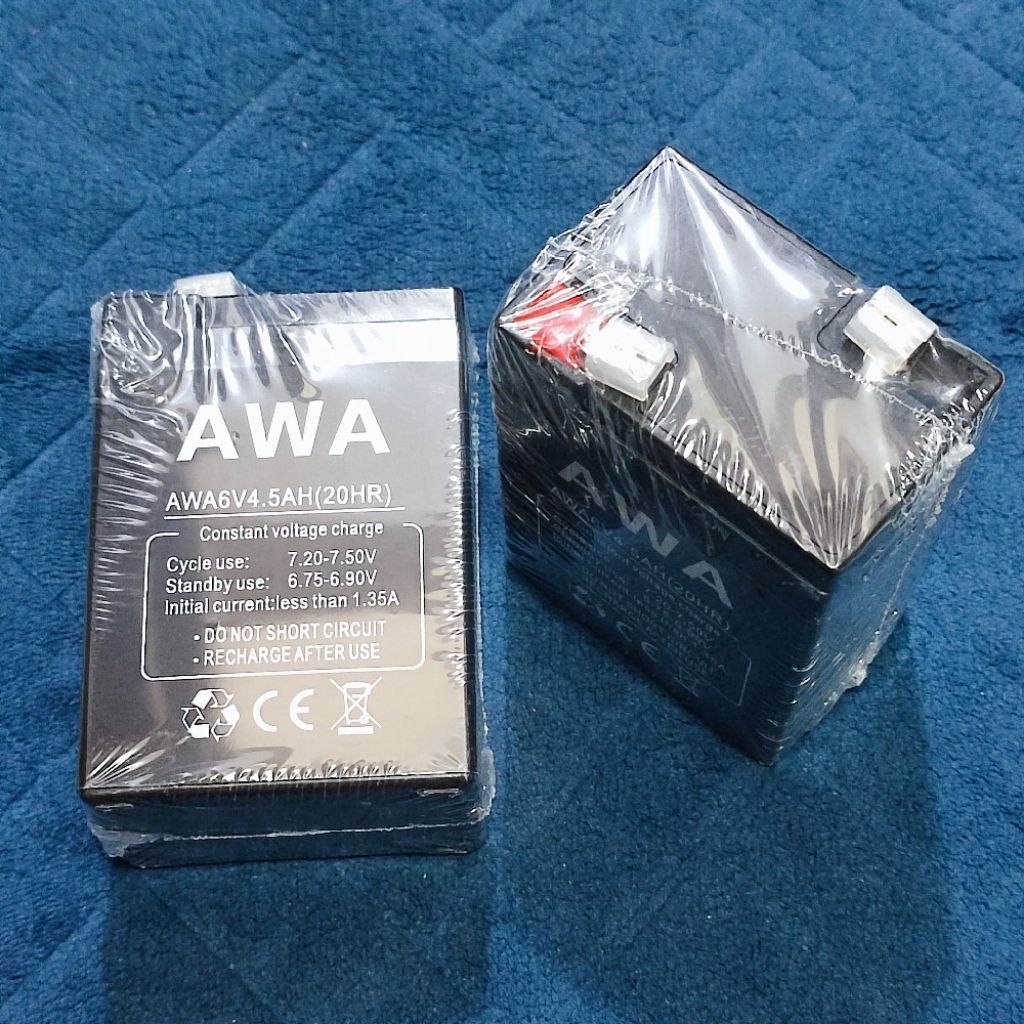 AWA
AWA6V4.5AH(20HR)
Constant voltage charge
Cycle use: 7.20-7.50V
Standby use: 6.75-6.90V
Initial current:less than 1.35A
• DO NOT SHORT CIRCUIT
• RECHARGE AFTER USE
CE
AWA
CE